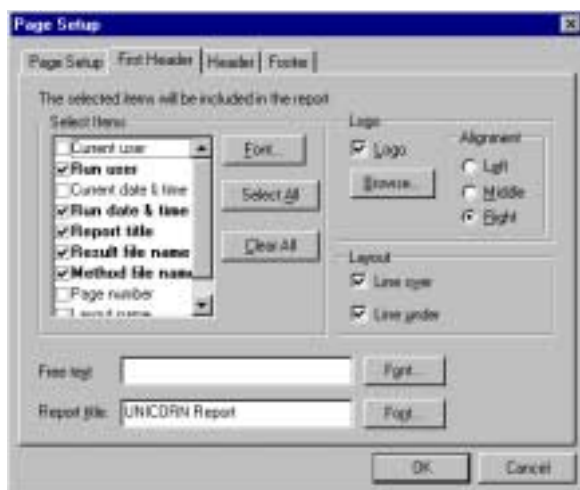 Page Setup
Page Setup First Header Header Footer
The selected items will be included in the report
Select Items
Current user
Run user
Current date & time
Run date & time
Report title
Result file name
Method file name
Page number
Layout name
Font...
Select All
Clear All
Logo
Logo
Browse...
Alignment
Left
Middle
Right
Layout
Line over
Line under
Free text
Font...
Report title:
UNICORN Report
Font...
OK
Cancel